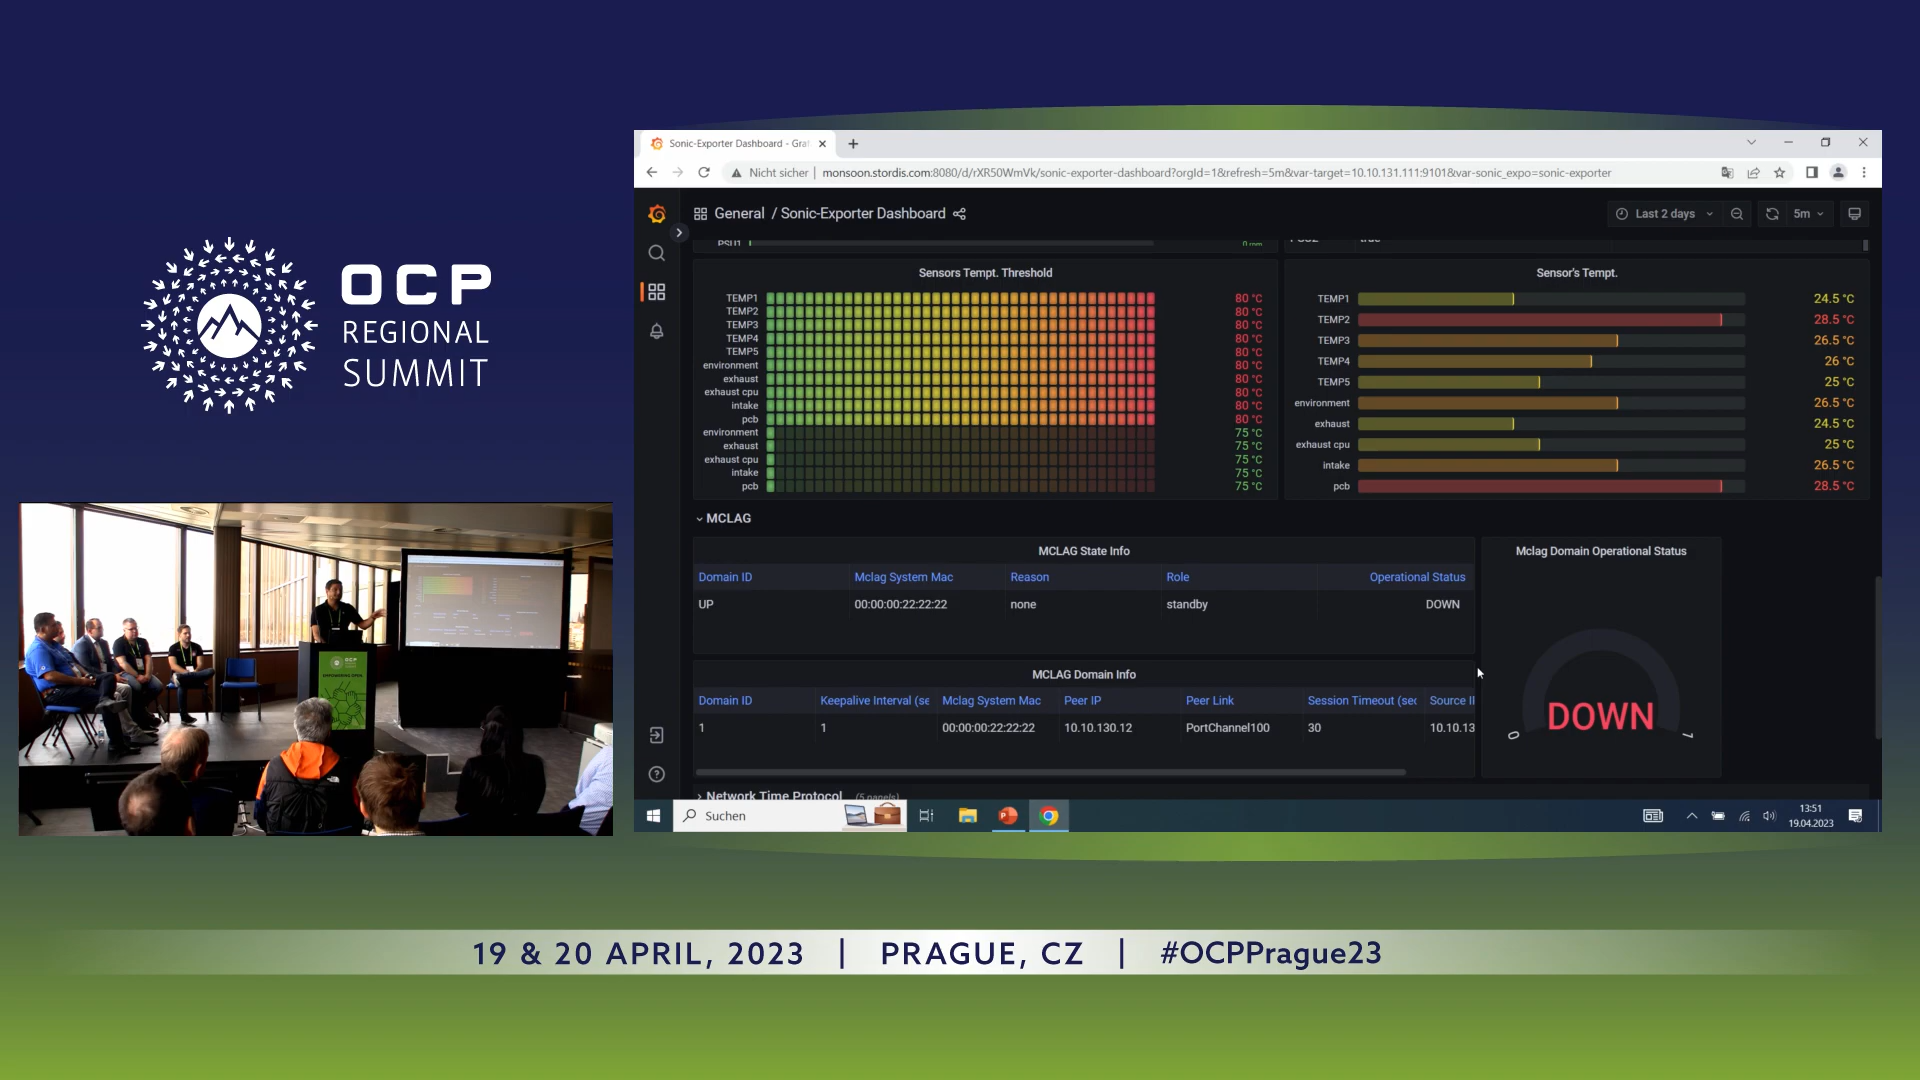 OCP
REGIONAL
SUMMIT
Sonic-Exporter Dashboard - Gra
Nicht sicher | monsoon.stordis.com:8080/d/rXR50WmVk/sonic-exporter-dashboard?orgId=1&refresh=5m&var-target=10.10.131.111:9101&var-sonic_expo=sonic-exporter
General / Sonic-Exporter Dashboard
Last 2 days
5m
PSU1
0 rpm
true
Sensors Tempt. Threshold
TEMP1 80 °C
TEMP2 80 °C
TEMP3 80 °C
TEMP4 80 °C
TEMP5 80 °C
environment 80 °C
exhaust 80 °C
exhaust cpu 80 °C
intake 80 °C
pcb 80 °C
environment 75 °C
exhaust 75 °C
exhaust cpu 75 °C
intake 75 °C
pcb 75 °C
Sensor's Tempt.
TEMP1 24.5 °C
TEMP2 28.5 °C
TEMP3 26.5 °C
TEMP4 26 °C
TEMP5 25 °C
environment 26.5 °C
exhaust 24.5 °C
exhaust cpu 25 °C
intake 26.5 °C
pcb 28.5 °C
MCLAG
MCLAG State Info
Domain ID Mclag System Mac Reason Role Operational Status
UP 00:00:00:22:22:22 none standby DOWN
MCLAG Domain Info
Domain ID Keepalive Interval (se Mclag System Mac Peer IP Peer Link Session Timeout (sec Source I
1 1 00:00:00:22:22:22 10.10.130.12 PortChannel100 30 10.10.13
Mclag Domain Operational Status
DOWN
0 1
Network Time Protocol (5 panels)
Suchen
13:51
19.04.2023
OCP
19 & 20 APRIL, 2023 | PRAGUE, CZ | #OCPPrague23